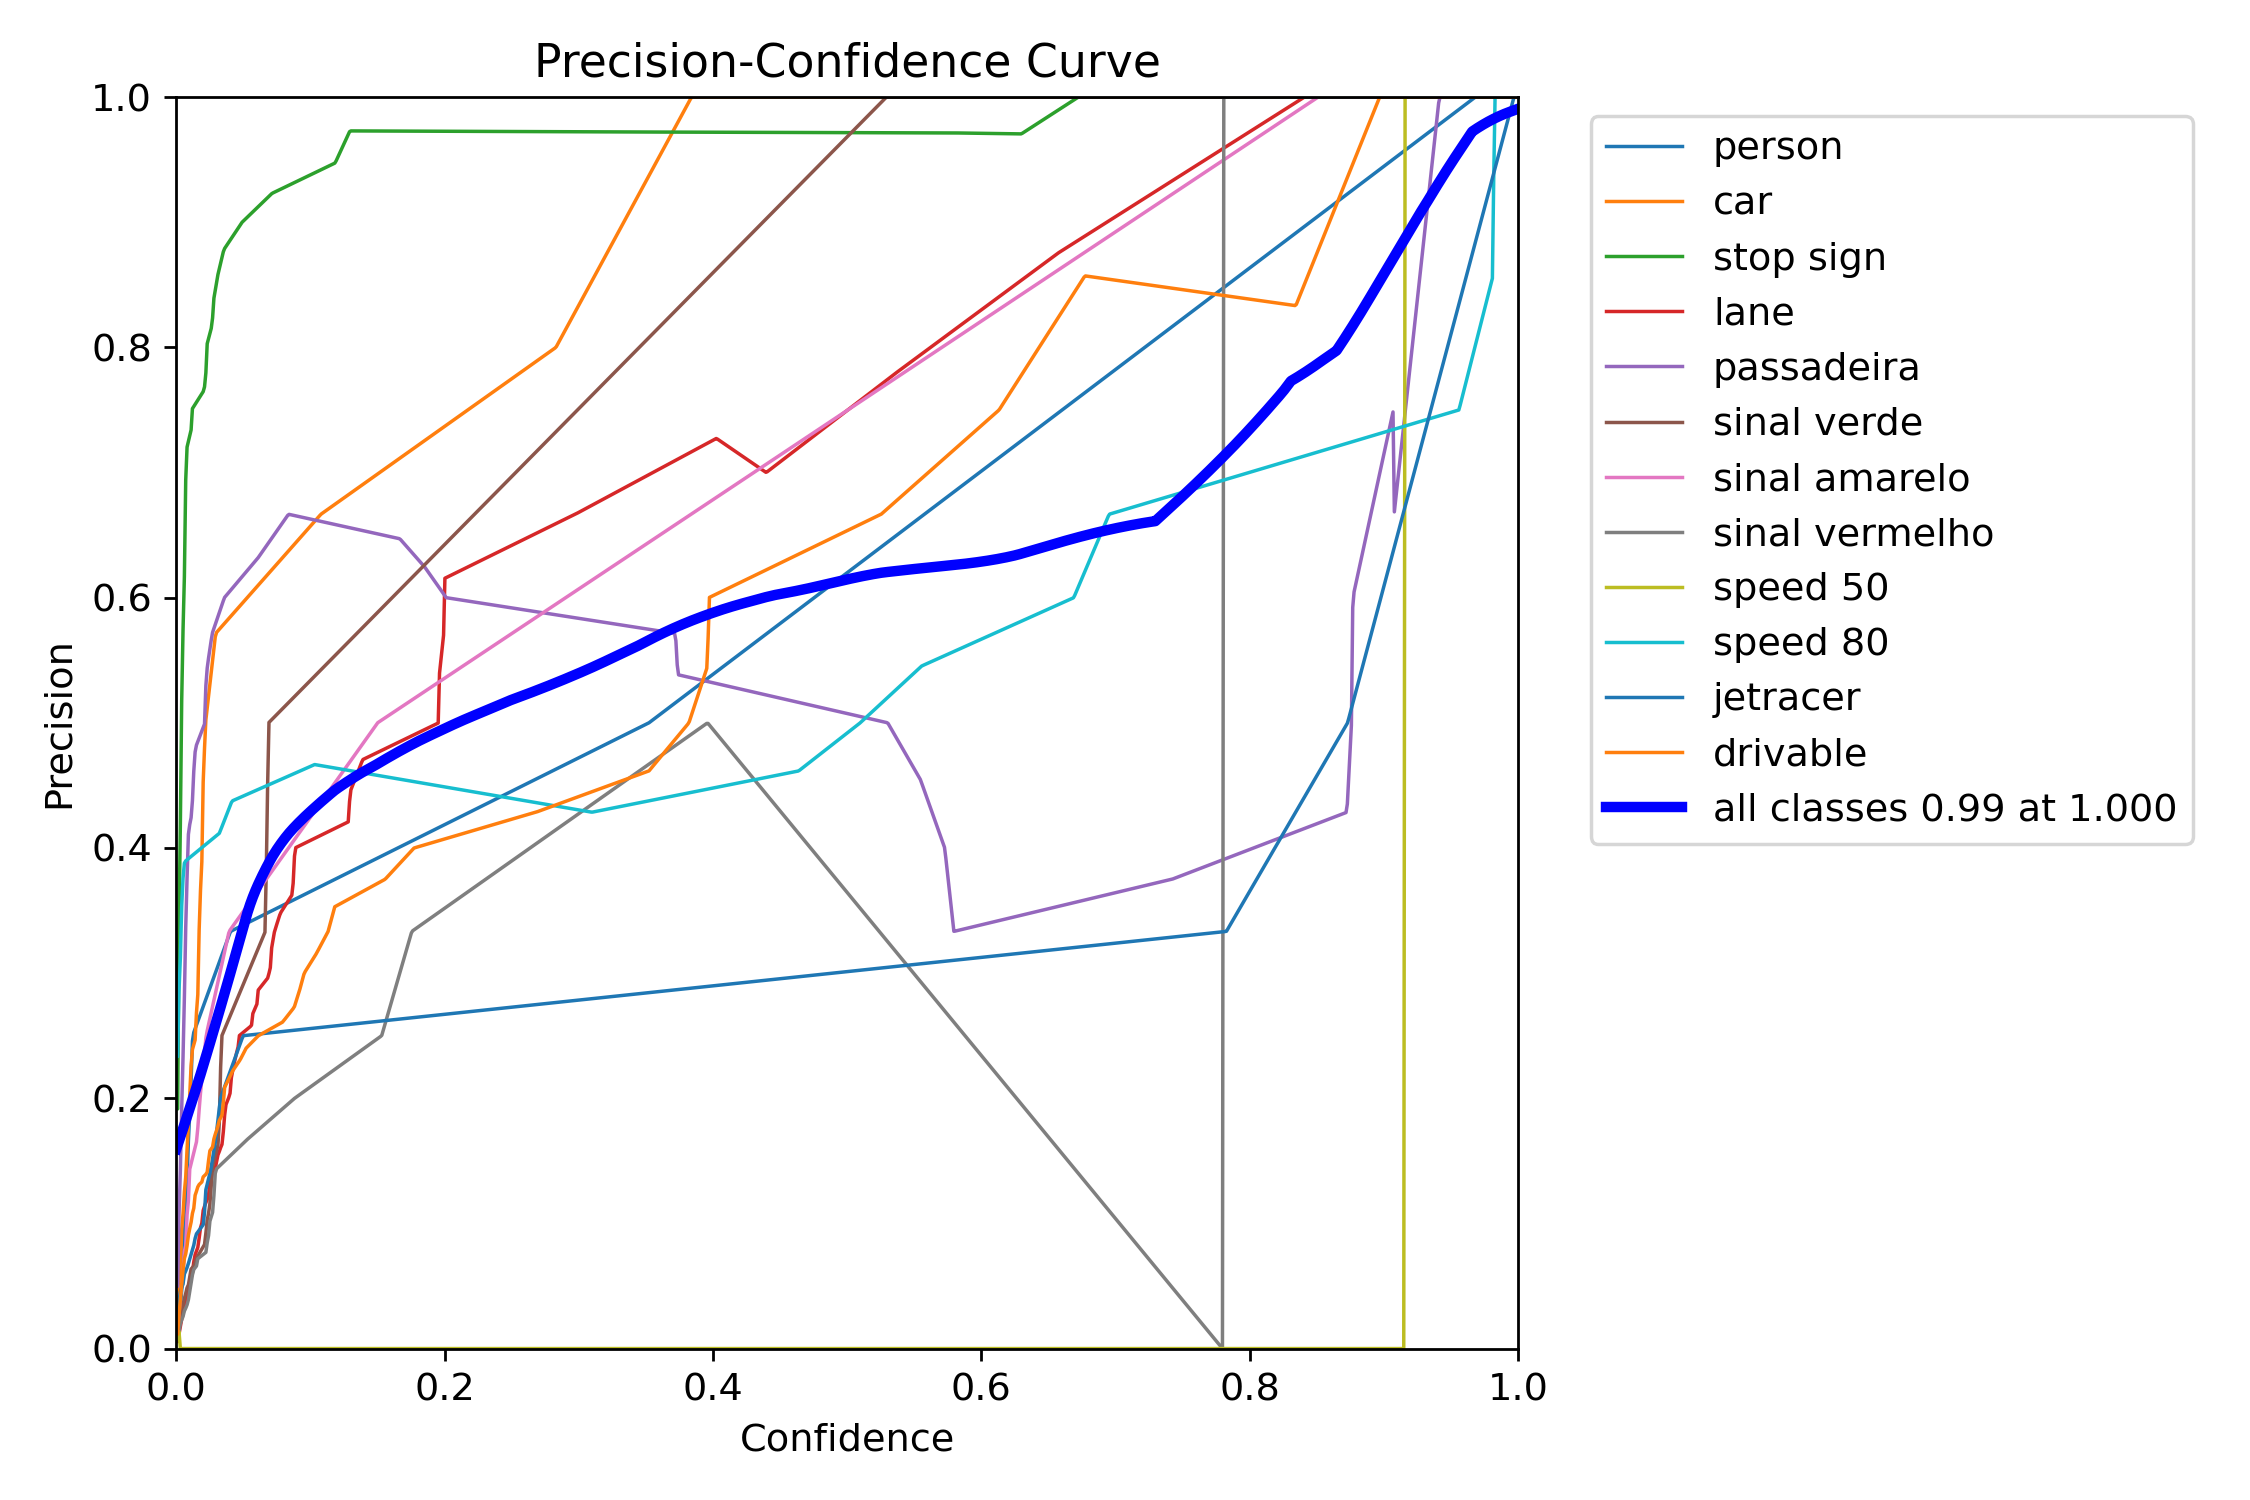 Precision-Confidence Curve
1.0
0.8
0.6
0.4
0.2
0.0
Precision
0.0 0.2 0.4 0.6 0.8 1.0
Confidence
person
car
stop sign
lane
passadeira
sinal verde
sinal amarelo
sinal vermelho
speed 50
speed 80
jetracer
drivable
all classes 0.99 at 1.000